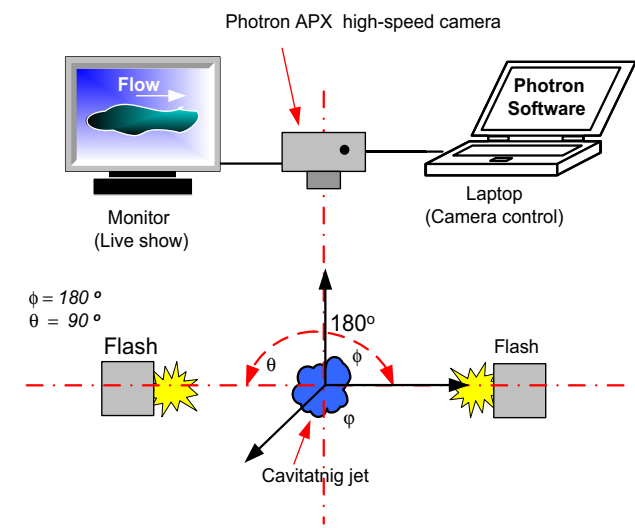 Photron APX high-speed camera
Flow
Photron
Software
Monitor
(Live show)
Laptop
(Camera control)
ϕ = 180 º
θ = 90 º
180º
Flash
Flash
θ
ϕ
φ
Cavitatnig jet